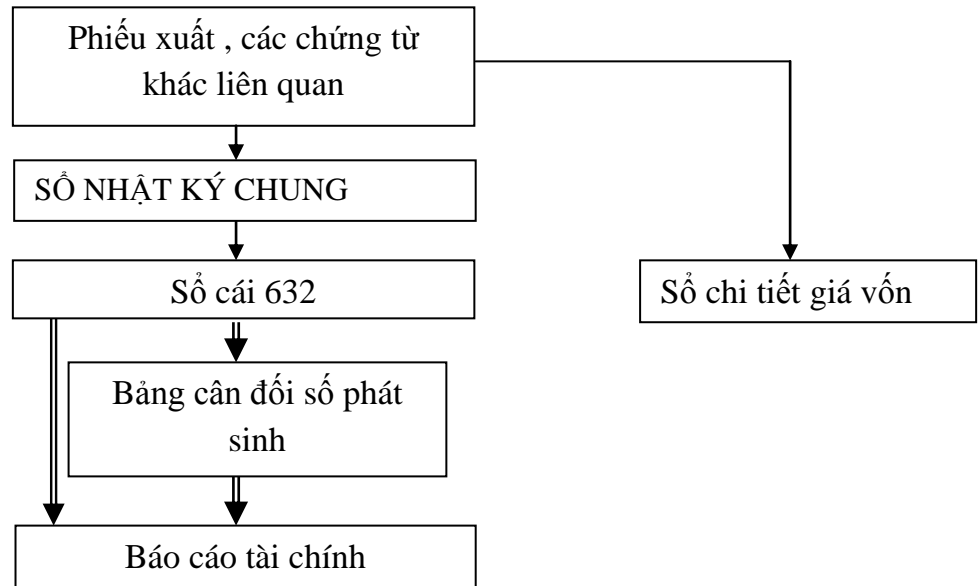 Phiếu xuất , các chứng từ
khác liên quan
SỔ NHẬT KÝ CHUNG
Sổ cái 632
Sổ chi tiết giá vốn
Bảng cân đối số phát
sinh
Báo cáo tài chính